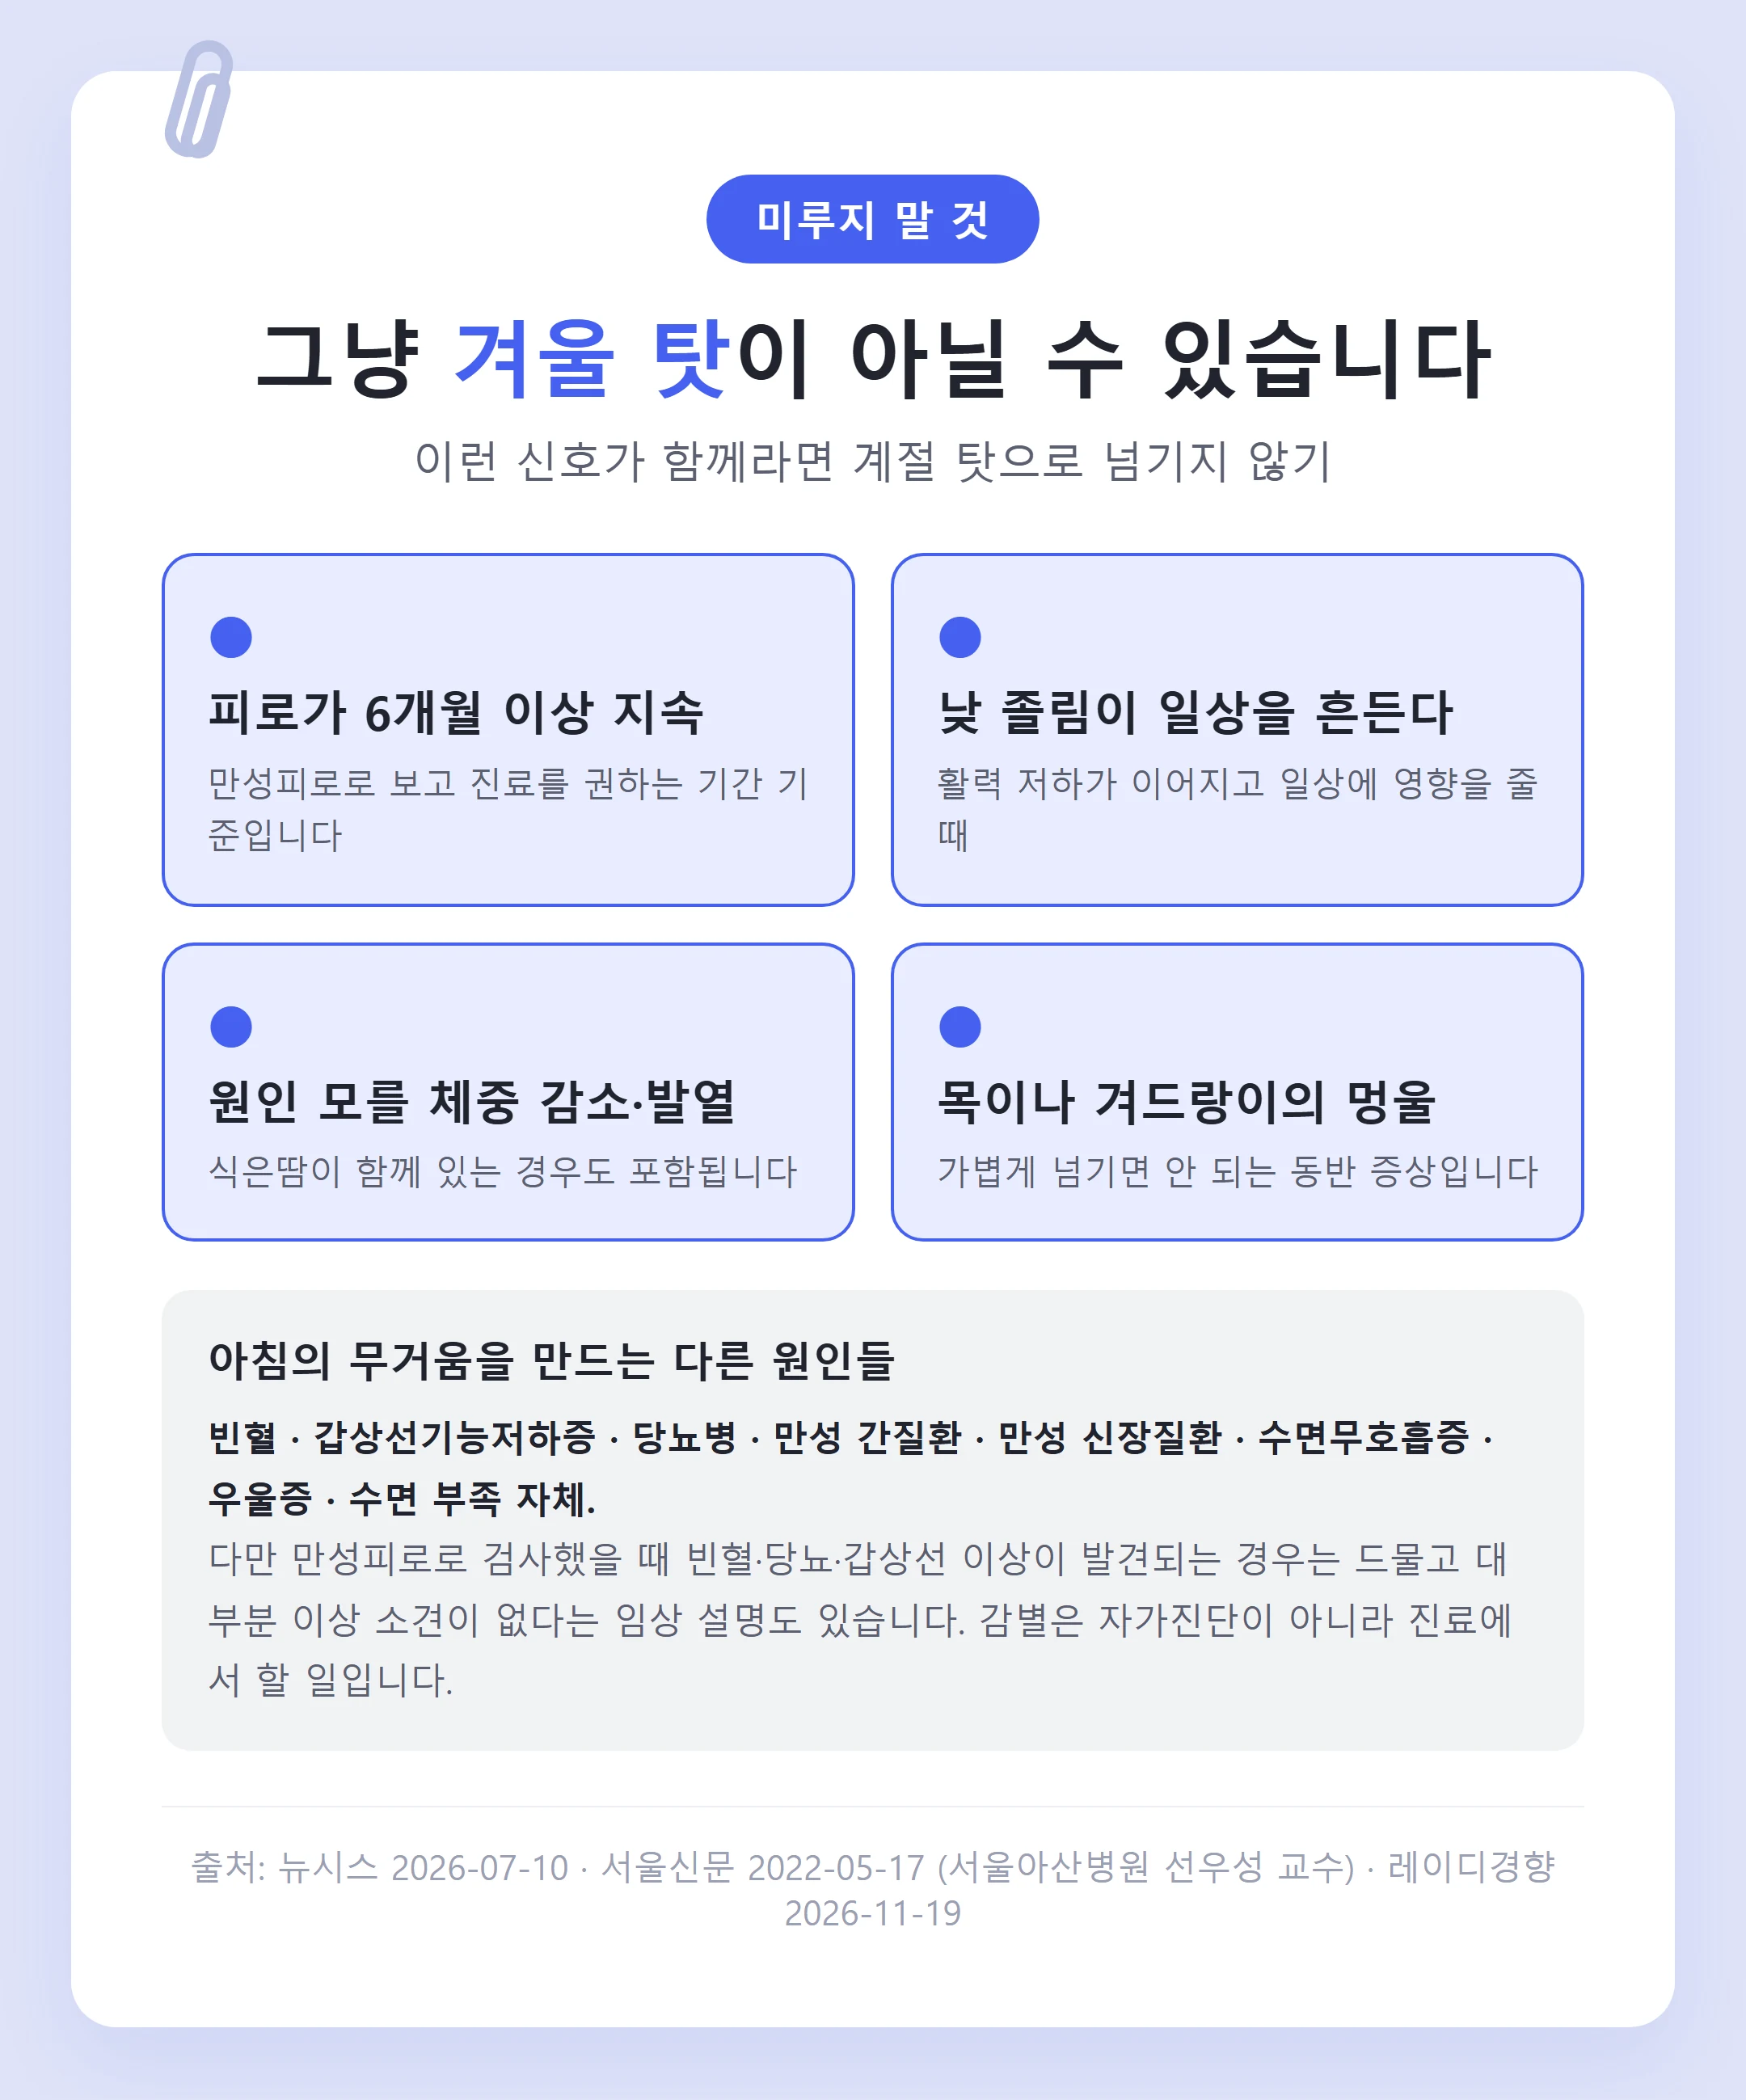 미루지 말 것
그냥 겨울 탓이 아닐 수 있습니다
이런 신호가 함께라면 계절 탓으로 넘기지 않기
피로가 6개월 이상 지속
만성피로로 보고 진료를 권하는 기간 기
준입니다
낮 졸림이 일상을 흔든다
활력 저하가 이어지고 일상에 영향을 줄
때
원인 모를 체중 감소·발열
식은땀이 함께 있는 경우도 포함됩니다
목이나 겨드랑이의 멍울
가볍게 넘기면 안 되는 동반 증상입니다
아침의 무거움을 만드는 다른 원인들
빈혈 · 갑상선기능저하증 · 당뇨병 · 만성 간질환 · 만성 신장질환 · 수면무호흡증 ·
우울증 · 수면 부족 자체.
다만 만성피로로 검사했을 때 빈혈·당뇨·갑상선 이상이 발견되는 경우는 드물고 대
부분 이상 소견이 없다는 임상 설명도 있습니다. 감별은 자가진단이 아니라 진료에
서 할 일입니다.
출처: 뉴시스 2026-07-10 · 서울신문 2022-05-17 (서울아산병원 선우성 교수) · 레이디경향
2026-11-19